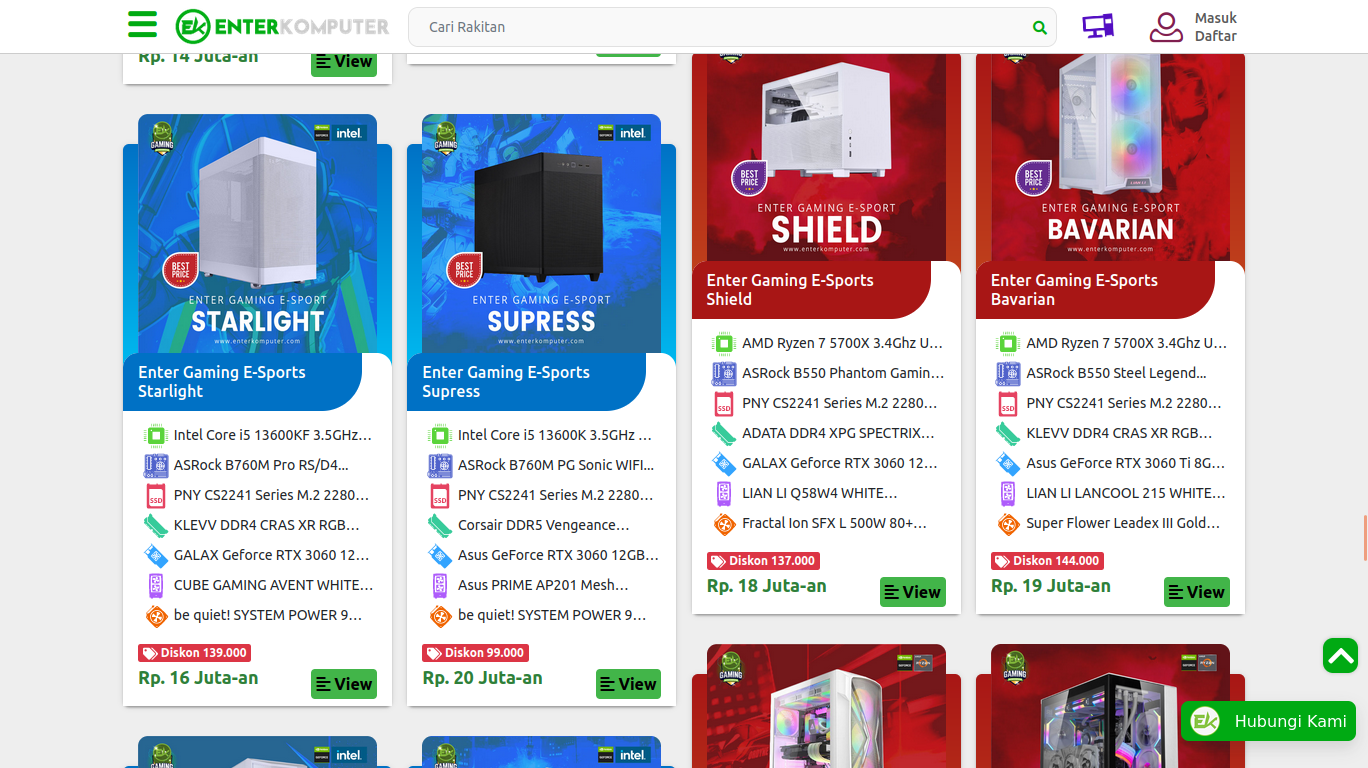 ENTERKOMPUTER
Cari Rakitan
Masuk
Daftar
Rp. 14 Juta-an
View
GAMING
intel.
BEST
PRICE
ENTER GAMING E-SPORT
STARLIGHT
www.enterkomputer.com
Enter Gaming E-Sports
Starlight
Intel Core i5 13600KF 3.5GHz…
ASRock B760M Pro RS/D4...
PNY CS2241 Series M.2 2280…
KLEVV DDR4 CRAS XR RGB…
GALAX Geforce RTX 3060 12…
CUBE GAMING AVENT WHITE…
be quiet! SYSTEM POWER 9…
Diskon 139.000
Rp. 16 Juta-an
View
GAMING
intel.
BEST
PRICE
ENTER GAMING E-SPORT
SUPRESS
www.enterkomputer.com
Enter Gaming E-Sports
Supress
Intel Core i5 13600K 3.5GHz …
ASRock B760M PG Sonic WIFI...
PNY CS2241 Series M.2 2280…
Corsair DDR5 Vengeance…
Asus GeForce RTX 3060 12GB…
Asus PRIME AP201 Mesh…
be quiet! SYSTEM POWER 9…
Diskon 99.000
Rp. 20 Juta-an
View
BEST
PRICE
ENTER GAMING E-SPORT
SHIELD
www.enterkomputer.com
Enter Gaming E-Sports
Shield
AMD Ryzen 7 5700X 3.4Ghz U…
ASRock B550 Phantom Gamin…
PNY CS2241 Series M.2 2280…
ADATA DDR4 XPG SPECTRIX…
GALAX Geforce RTX 3060 12…
LIAN LI Q58W4 WHITE…
Fractal Ion SFX L 500W 80+…
Diskon 137.000
Rp. 18 Juta-an
View
BEST
PRICE
ENTER GAMING E-SPORT
BAVARIAN
www.enterkomputer.com
Enter Gaming E-Sports
Bavarian
AMD Ryzen 7 5700X 3.4Ghz U…
ASRock B550 Steel Legend...
PNY CS2241 Series M.2 2280…
KLEVV DDR4 CRAS XR RGB…
Asus GeForce RTX 3060 Ti 8G…
LIAN LI LANCOOL 215 WHITE…
Super Flower Leadex III Gold…
Diskon 144.000
Rp. 19 Juta-an
View
GAMING
GAMING
GAMING
intel.
GAMING
intel.
Hubungi Kami